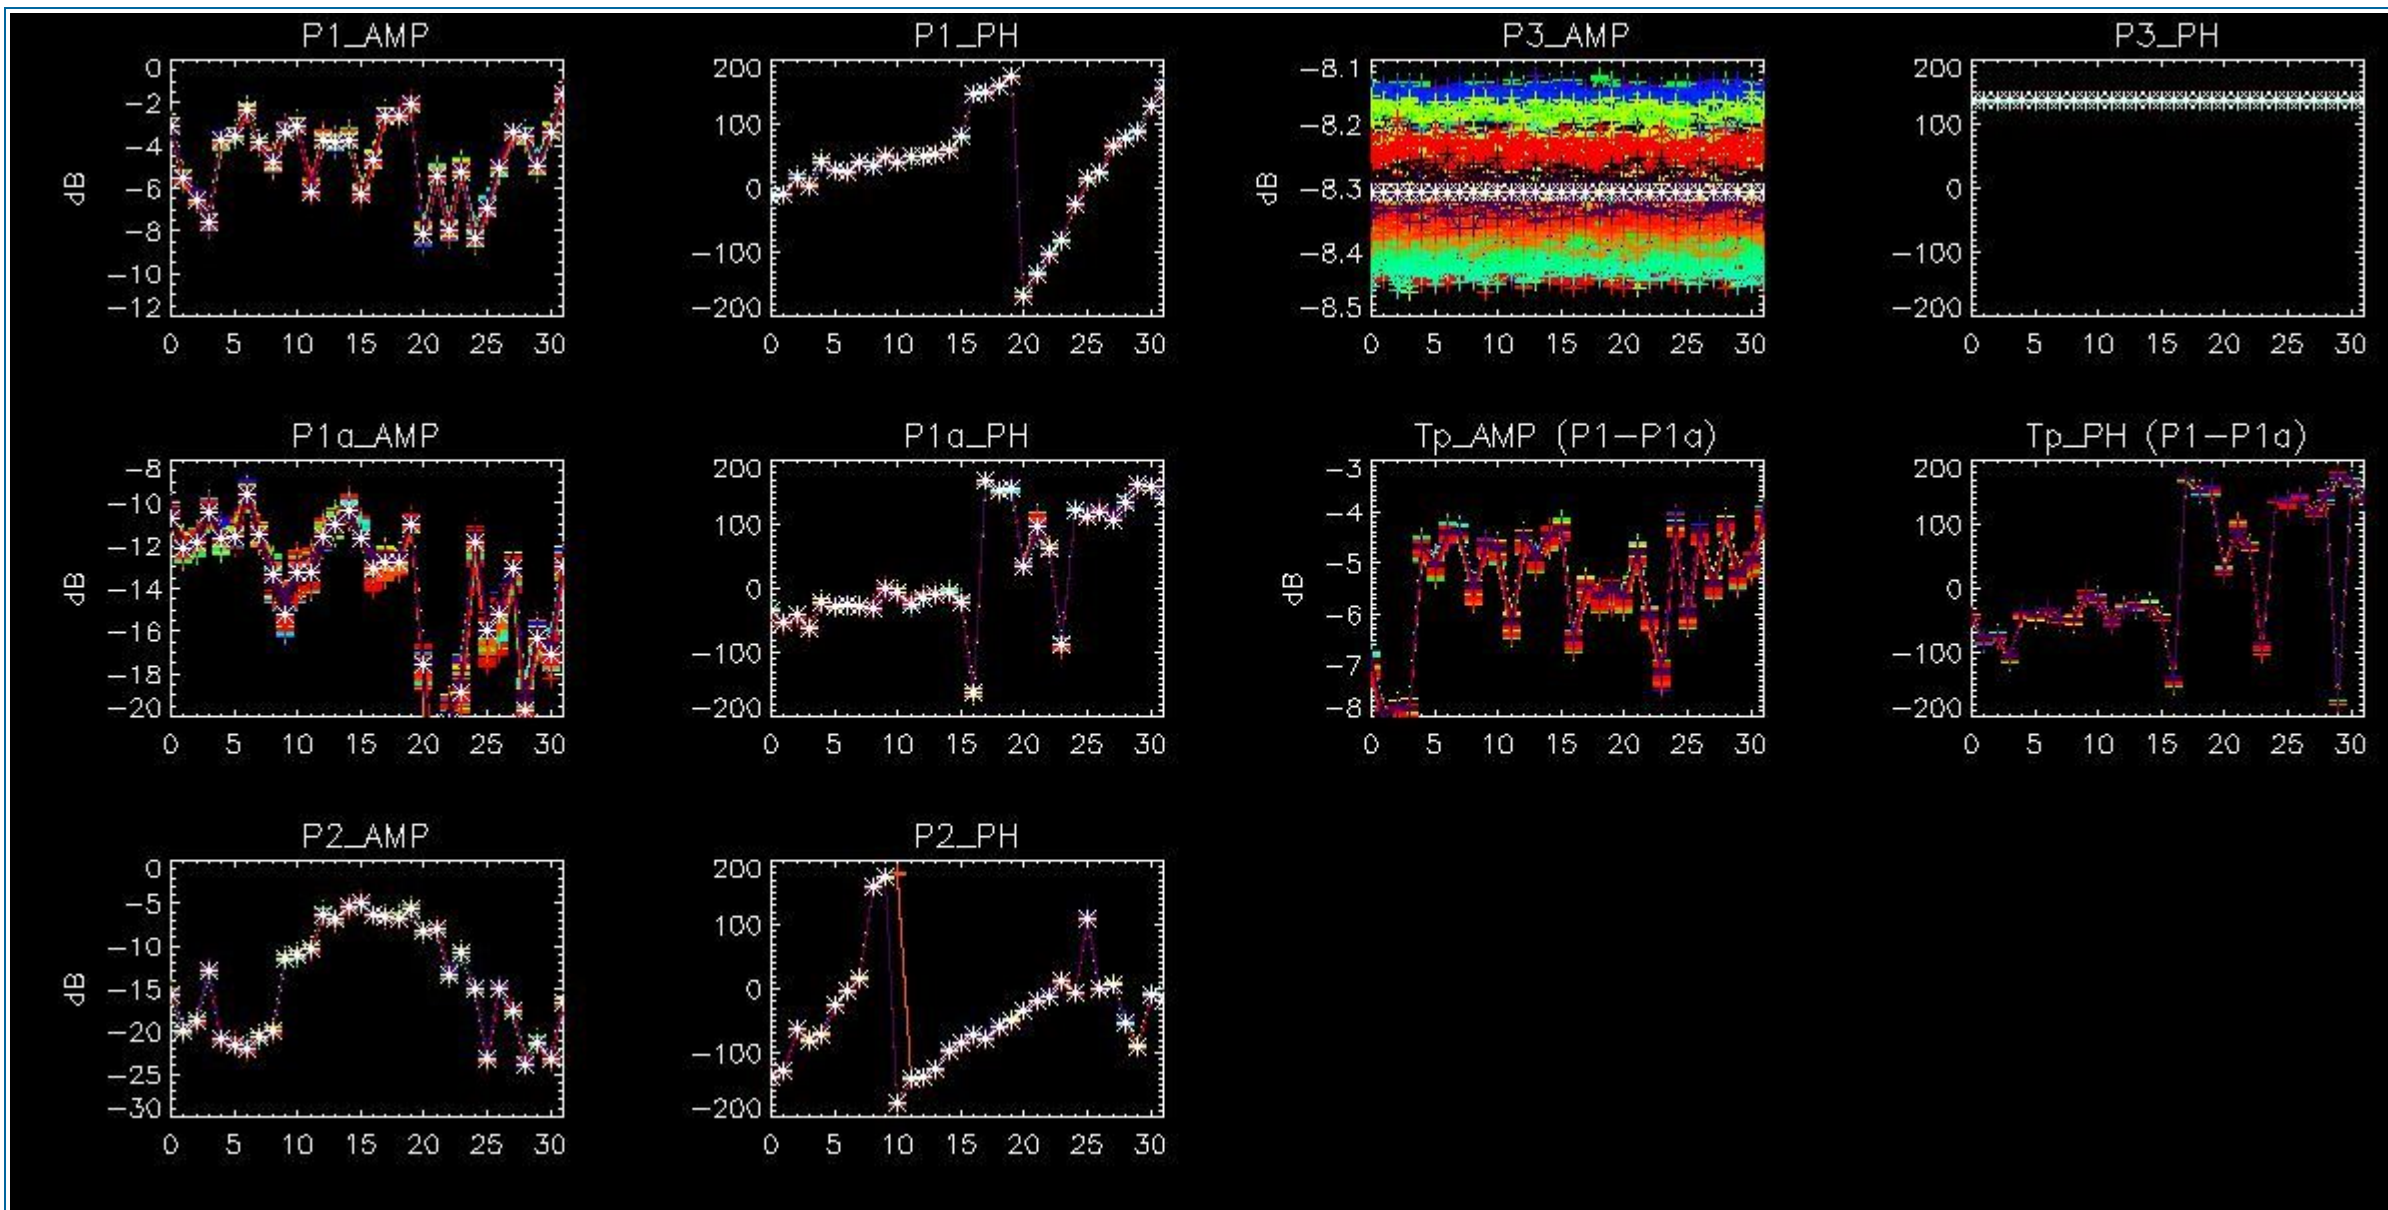 P1_AMP P1_PH P3_AMP P3_PH
0 200 -8.1 200
-2 100 -8.2 100
-4 0 -8.3 0
-6 -100 -8.4 -100
-8 -200 -8.5 -200
-10
-12
dB dB
0 5 10 15 20 25 30 0 5 10 15 20 25 30 0 5 10 15 20 25 30 0 5 10 15 20 25 30
P1a_AMP P1a_PH Tp_AMP (P1-P1a) Tp_PH (P1-P1a)
-8 200 -3 200
-10 100 -4 100
-12 0 -5 0
-14 -100 -6 -100
-16 -200 -7 -200
-18 -8
-20
dB dB
0 5 10 15 20 25 30 0 5 10 15 20 25 30 0 5 10 15 20 25 30 0 5 10 15 20 25 30
P2_AMP P2_PH
0 200
-5 100
-10 0
-15 -100
-20 -200
-25
-30
dB
0 5 10 15 20 25 30 0 5 10 15 20 25 30